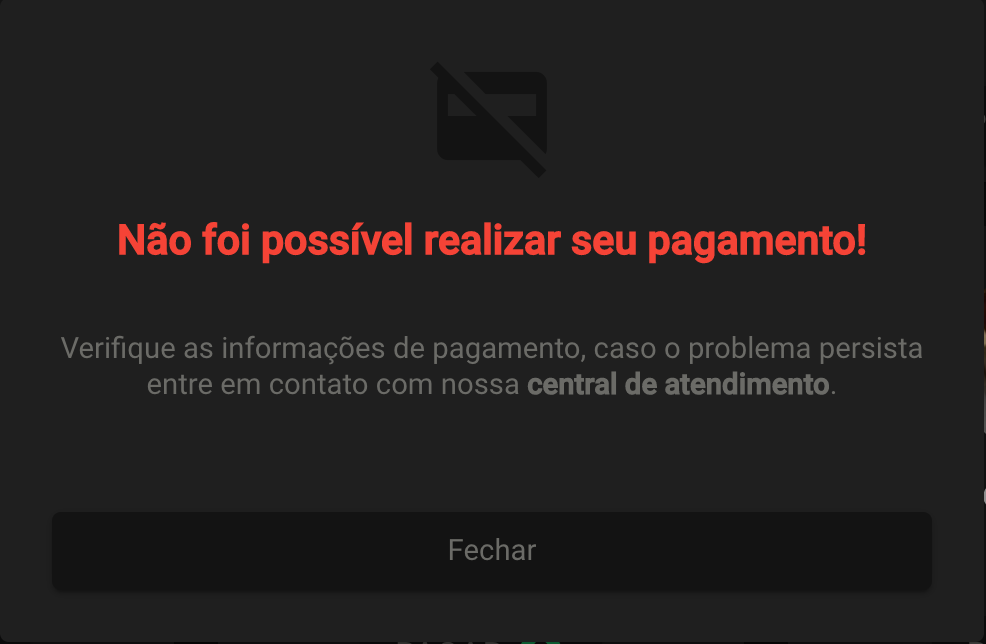 Não foi possível realizar seu pagamento!
Verifique as informações de pagamento, caso o problema persista
entre em contato com nossa central de atendimento.
Fechar